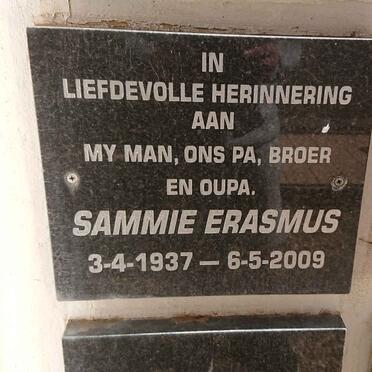 IN
LIEFDEVOLLE HERINNERING
AAN
MY MAN, ONS PA, BROER
EN OUPA.
SAMMIE ERASMUS
3-4-1937 — 6-5-2009